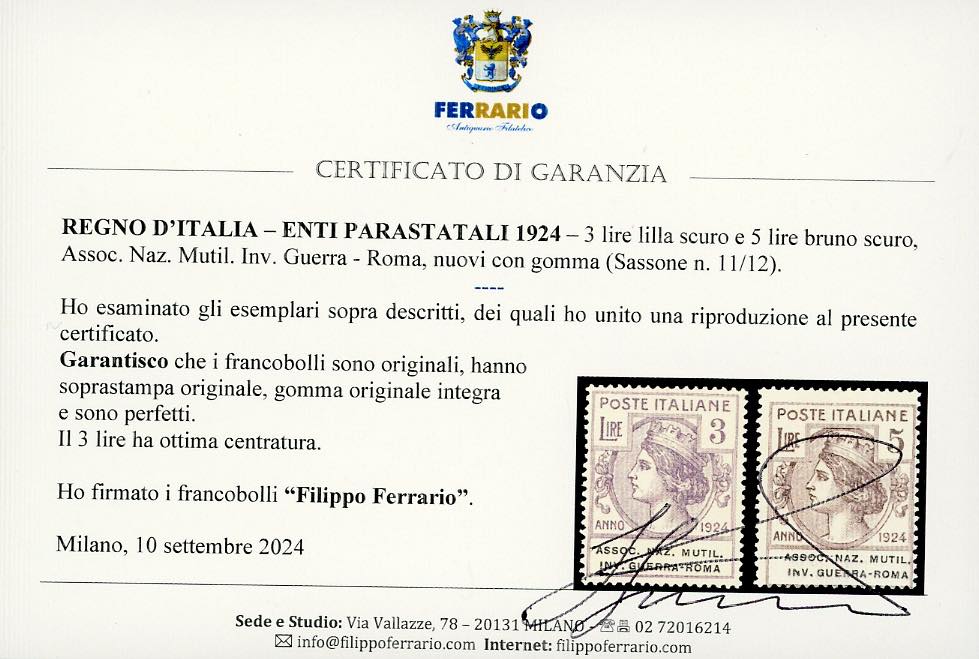 FERRARIO
Antiquario Filatelico
CERTIFICATO DI GARANZIA
REGNO D'ITALIA – ENTI PARASTATALI 1924 – 3 lire lilla scuro e 5 lire bruno scuro,
Assoc. Naz. Mutil. Inv. Guerra - Roma, nuovi con gomma (Sassone n. 11/12).
----
Ho esaminato gli esemplari sopra descritti, dei quali ho unito una riproduzione al presente
certificato.
Garantisco che i francobolli sono originali, hanno
soprastampa originale, gomma originale integra
e sono perfetti.
Il 3 lire ha ottima centratura.
Ho firmato i francobolli “Filippo Ferrario”.
Milano, 10 settembre 2024
POSTE ITALIANE
LIRE 3
ANNO 1924
ASSOC. NAZ. MUTIL.
INV. GUERRA-ROMA
POSTE ITALIANE
LIRE 5
ANNO 1924
ASSOC. NAZ. MUTIL.
INV. GUERRA-ROMA
Sede e Studio: Via Vallazze, 78 – 20131 MILANO - ☏ 02 72016214
✉ info@filippoferrario.com Internet: filippoferrario.com